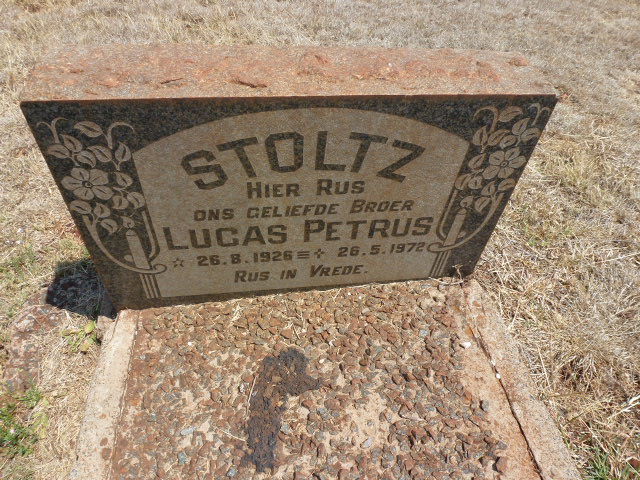 STOLTZ
HIER RUS
ONS GELIEFDE BROER
LUCAS PETRUS
☆ 26.8.1926 ≡ ✝ 26.5.1972
RUS IN VREDE.